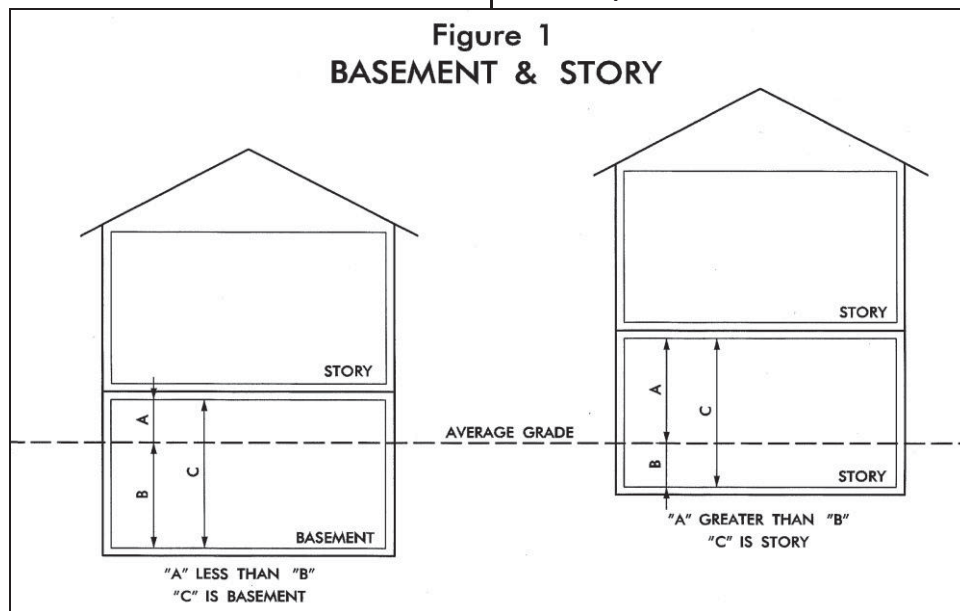 Figure 1
BASEMENT & STORY
STORY
A
B
C
BASEMENT
"A" LESS THAN "B"
"C" IS BASEMENT
AVERAGE GRADE
STORY
A
B
C
STORY
"A" GREATER THAN "B"
"C" IS STORY